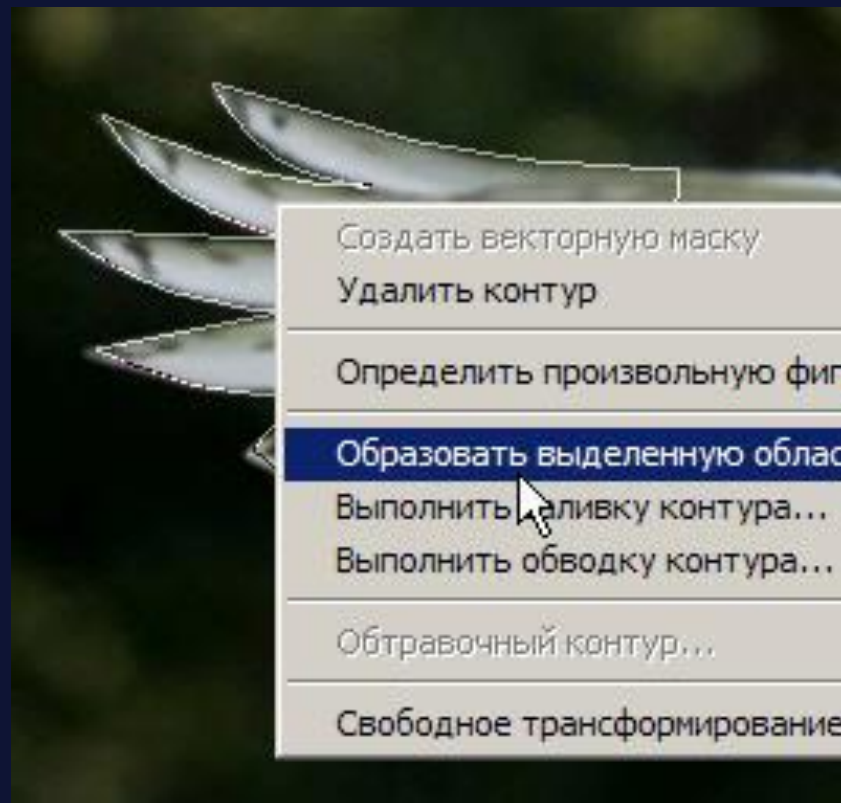 Создать векторную маску
Удалить контур
Определить произвольную фиг
Образовать выделенную облас
Выполнить заливку контура...
Выполнить обводку контура...
Обтравочный контур...
Свободное трансформирование